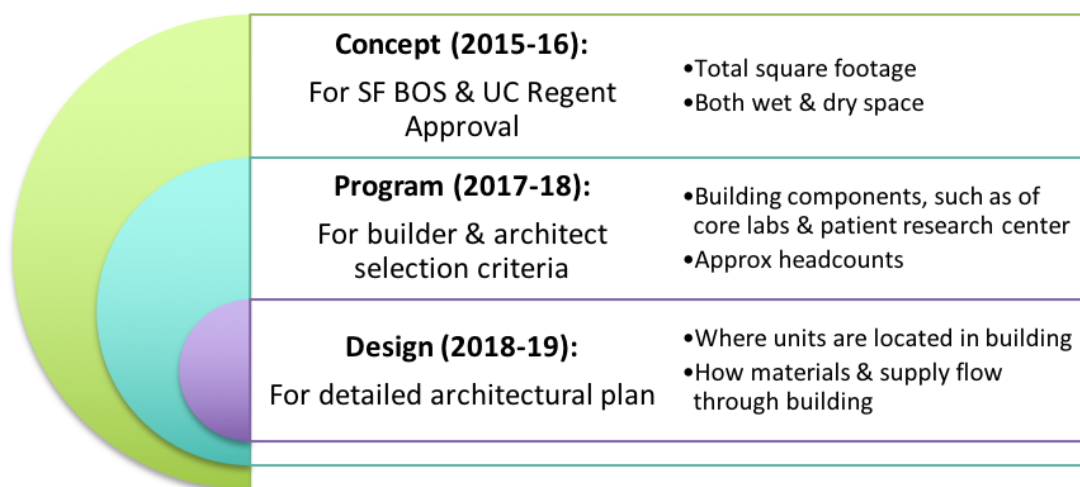 Concept (2015-16):
For SF BOS & UC Regent
Approval
•Total square footage
•Both wet & dry space
Program (2017-18):
For builder & architect
selection criteria
•Building components, such as of
core labs & patient research center
•Approx headcounts
Design (2018-19):
For detailed architectural plan
•Where units are located in building
•How materials & supply flow
through building